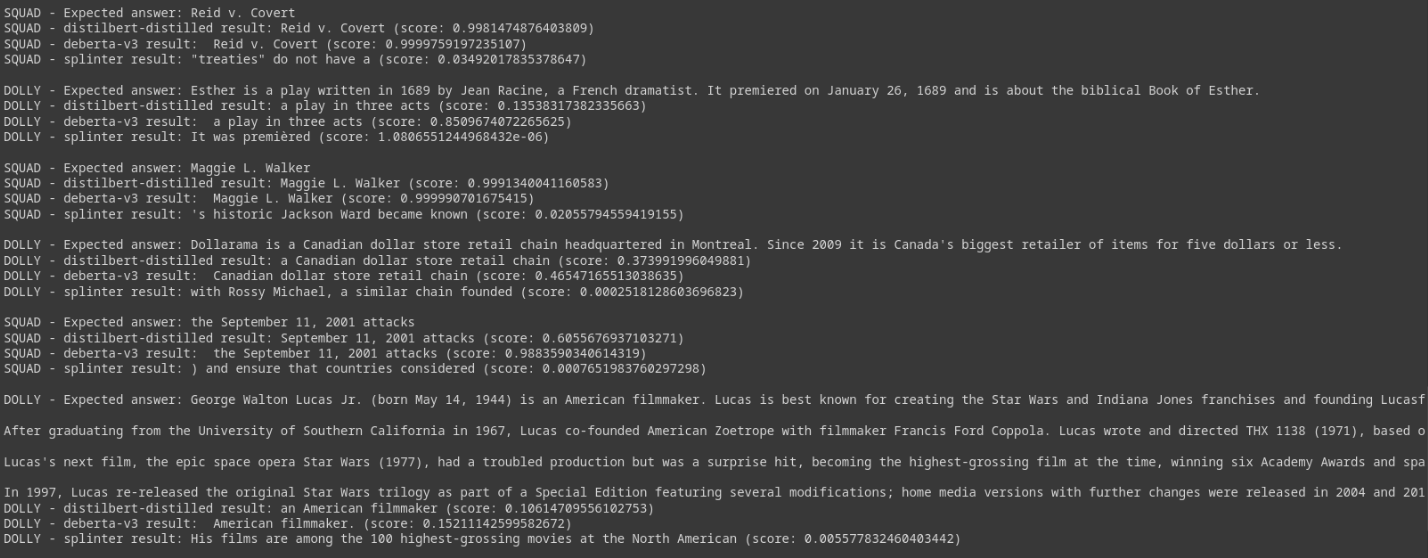 SQUAD - Expected answer: Reid v. Covert
SQUAD - distilbert-distilled result: Reid v. Covert (score: 0.9981474876403809)
SQUAD - deberta-v3 result:  Reid v. Covert (score: 0.9999759197235107)
SQUAD - splinter result: "treaties" do not have a (score: 0.03492017835378647)
DOLLY - Expected answer: Esther is a play written in 1689 by Jean Racine, a French dramatist. It premiered on January 26, 1689 and is about the biblical Book of Esther.
DOLLY - distilbert-distilled result: a play in three acts (score: 0.13538317382335663)
DOLLY - deberta-v3 result:  a play in three acts (score: 0.8509674072265625)
DOLLY - splinter result: It was premièred (score: 1.0806551244968432e-06)
SQUAD - Expected answer: Maggie L. Walker
SQUAD - distilbert-distilled result: Maggie L. Walker (score: 0.9991340041160583)
SQUAD - deberta-v3 result:  Maggie L. Walker (score: 0.999990701675415)
SQUAD - splinter result: 's historic Jackson Ward became known (score: 0.02055794559419155)
DOLLY - Expected answer: Dollarama is a Canadian dollar store retail chain headquartered in Montreal. Since 2009 it is Canada's biggest retailer of items for five dollars or less.
DOLLY - distilbert-distilled result: a Canadian dollar store retail chain (score: 0.373991996049881)
DOLLY - deberta-v3 result:  Canadian dollar store retail chain (score: 0.46547165513038635)
DOLLY - splinter result: with Rossy Michael, a similar chain founded (score: 0.0002518128603696823)
SQUAD - Expected answer: the September 11, 2001 attacks
SQUAD - distilbert-distilled result: September 11, 2001 attacks (score: 0.6055676937103271)
SQUAD - deberta-v3 result:  the September 11, 2001 attacks (score: 0.9883590340614319)
SQUAD - splinter result: ) and ensure that countries considered (score: 0.0007651983760297298)
DOLLY - Expected answer: George Walton Lucas Jr. (born May 14, 1944) is an American filmmaker. Lucas is best known for creating the Star Wars and Indiana Jones franchises and founding Lucasf
After graduating from the University of Southern California in 1967, Lucas co-founded American Zoetrope with filmmaker Francis Ford Coppola. Lucas wrote and directed THX 1138 (1971), based o
Lucas's next film, the epic space opera Star Wars (1977), had a troubled production but was a surprise hit, becoming the highest-grossing film at the time, winning six Academy Awards and spa
In 1997, Lucas re-released the original Star Wars trilogy as part of a Special Edition featuring several modifications; home media versions with further changes were released in 2004 and 201
DOLLY - distilbert-distilled result: an American filmmaker (score: 0.10614709556102753)
DOLLY - deberta-v3 result:  American filmmaker. (score: 0.15211142599582672)
DOLLY - splinter result: His films are among the 100 highest-grossing movies at the North American (score: 0.005577832460403442)